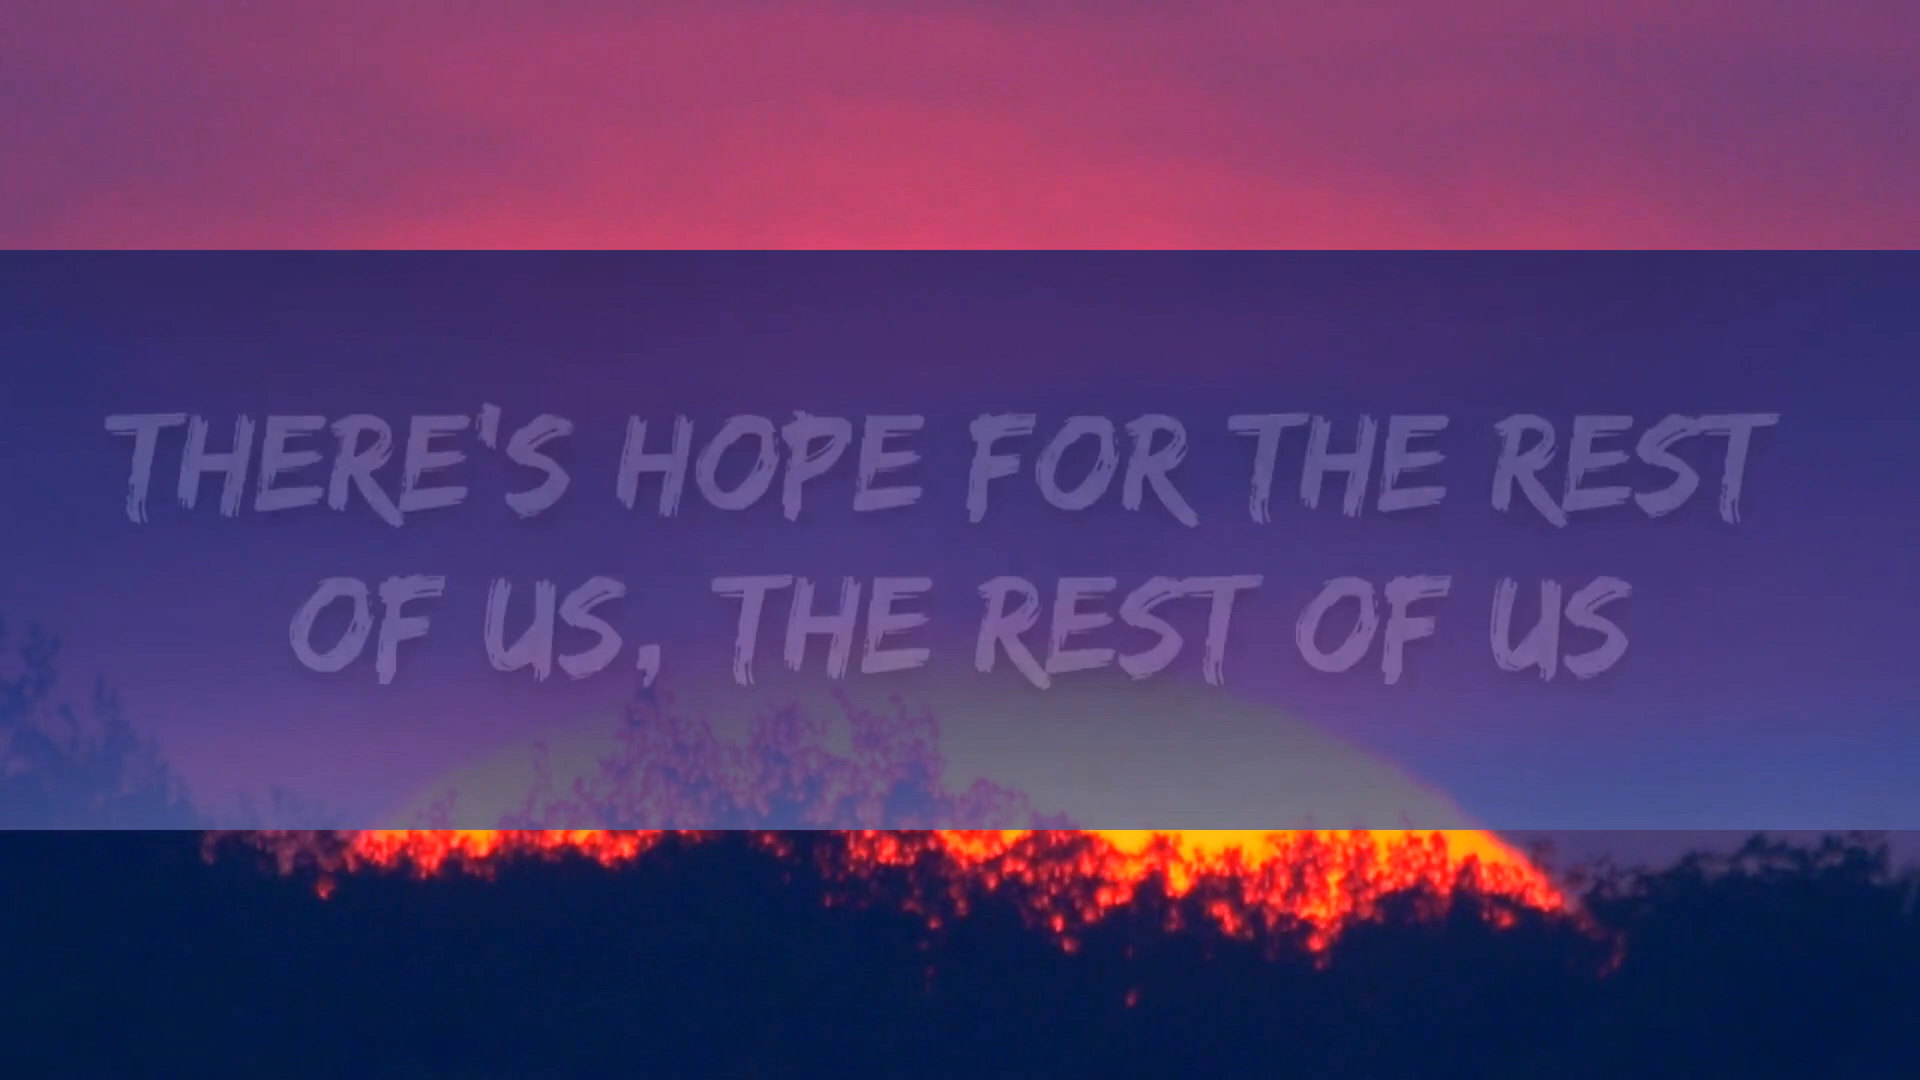 THERE'S HOPE FOR THE REST
OF US, THE REST OF US